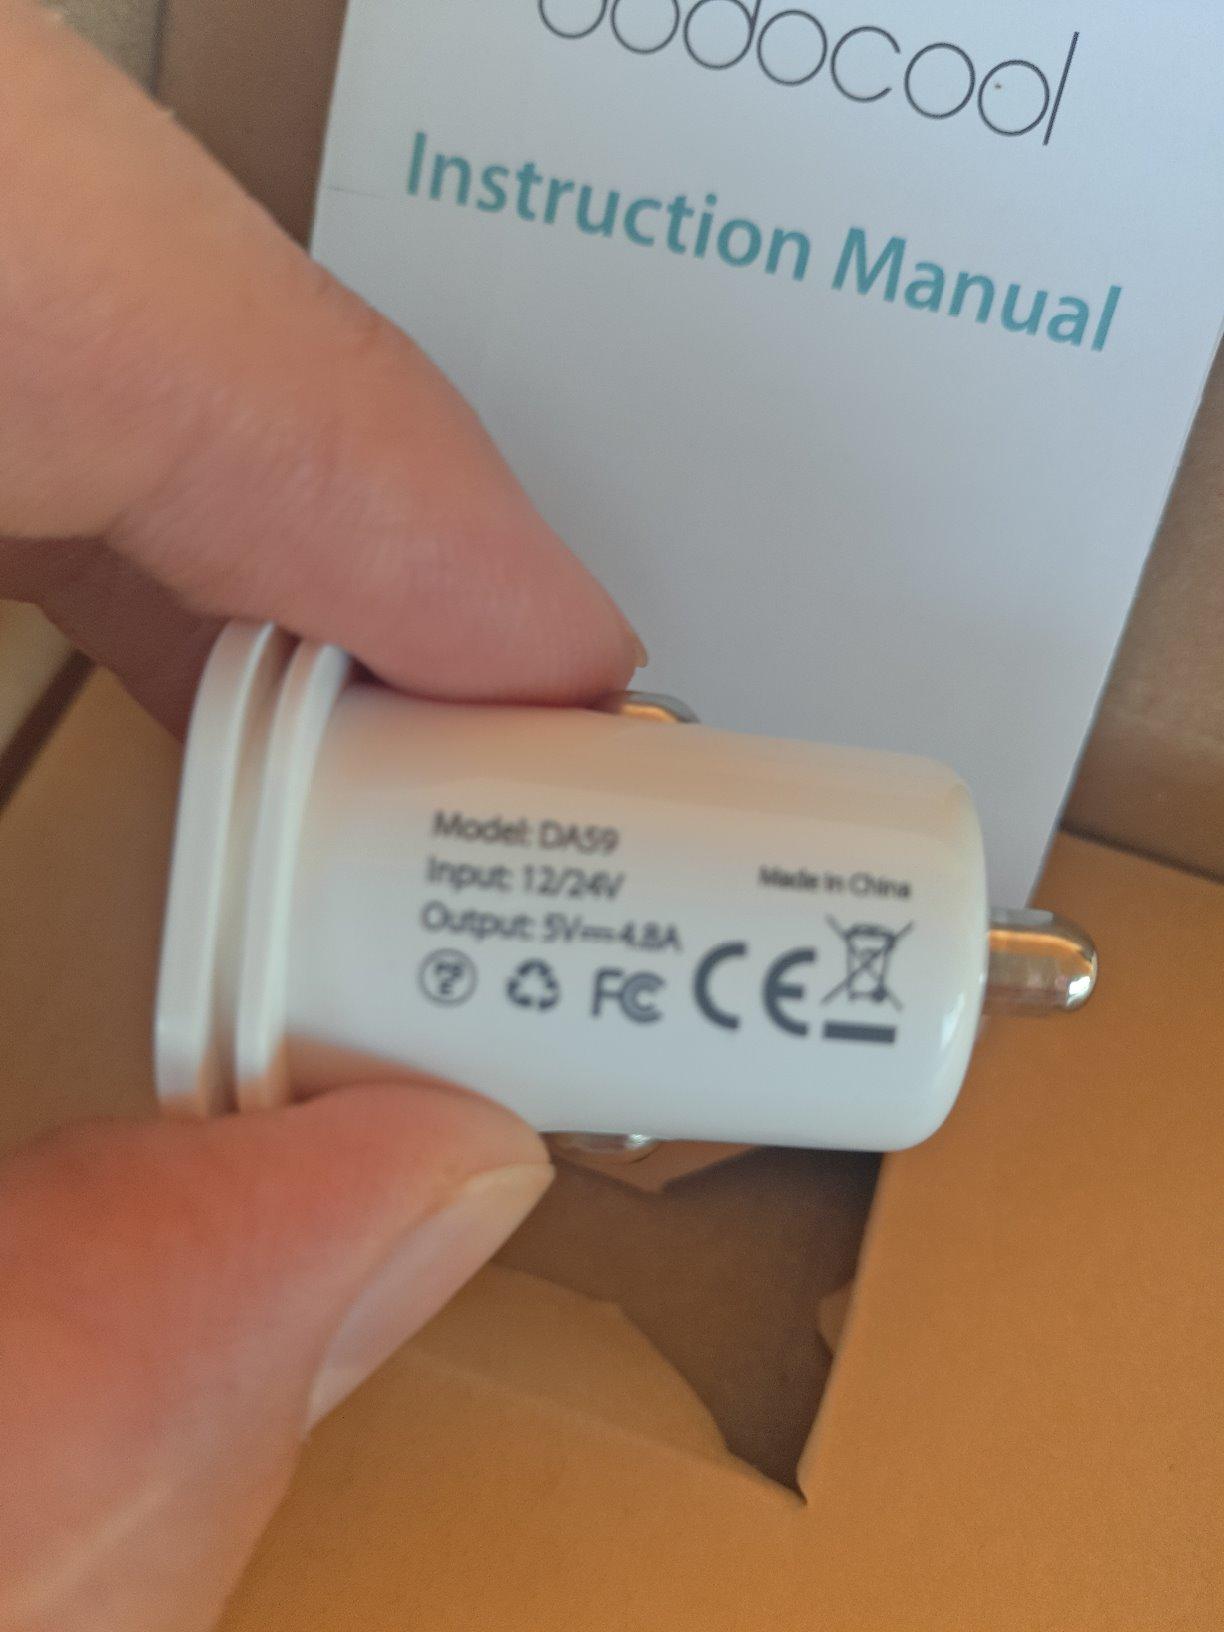 dodocool
Instruction Manual
Model: DA59
Input: 12/24V
Output: 5V⎓4.8A
Made in China
FC CE